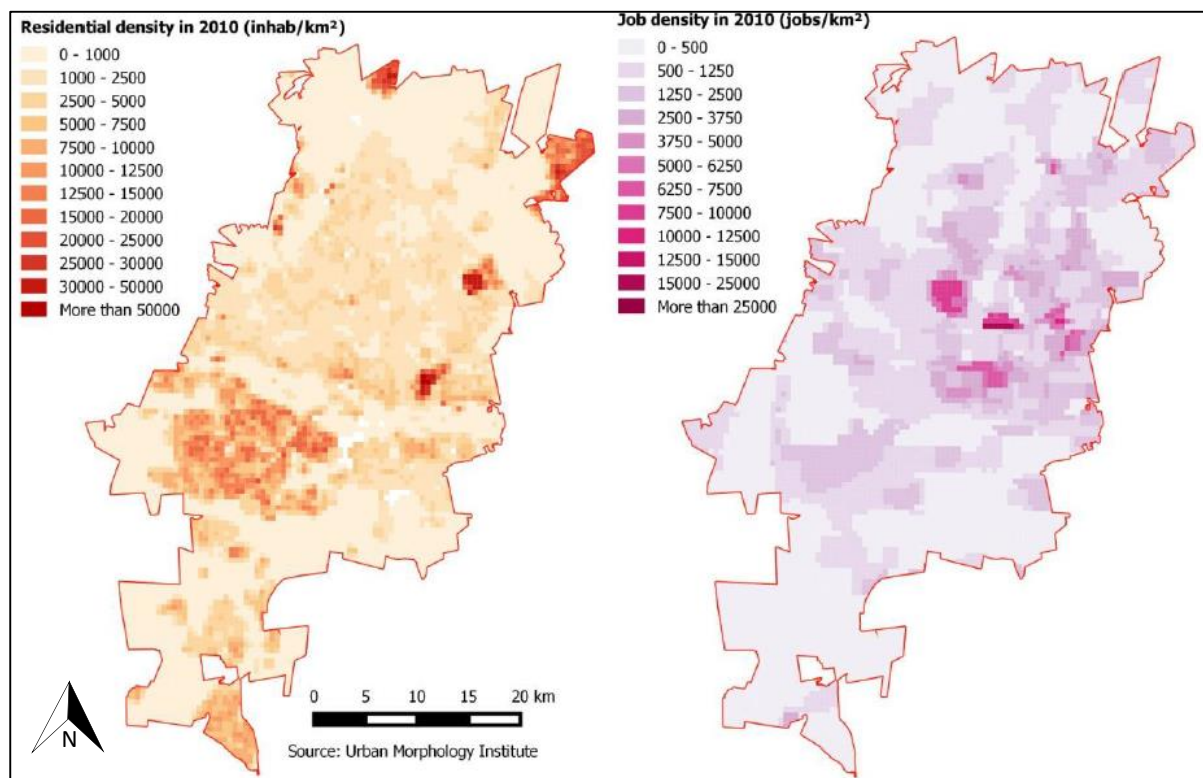 Residential density in 2010 (inhab/km²)
0 - 1000
1000 - 2500
2500 - 5000
5000 - 7500
7500 - 10000
10000 - 12500
12500 - 15000
15000 - 20000
20000 - 25000
25000 - 30000
30000 - 50000
More than 50000
Job density in 2010 (jobs/km²)
0 - 500
500 - 1250
1250 - 2500
2500 - 3750
3750 - 5000
5000 - 6250
6250 - 7500
7500 - 10000
10000 - 12500
12500 - 15000
15000 - 25000
More than 25000
0 5 10 15 20 km
Source: Urban Morphology Institute
N